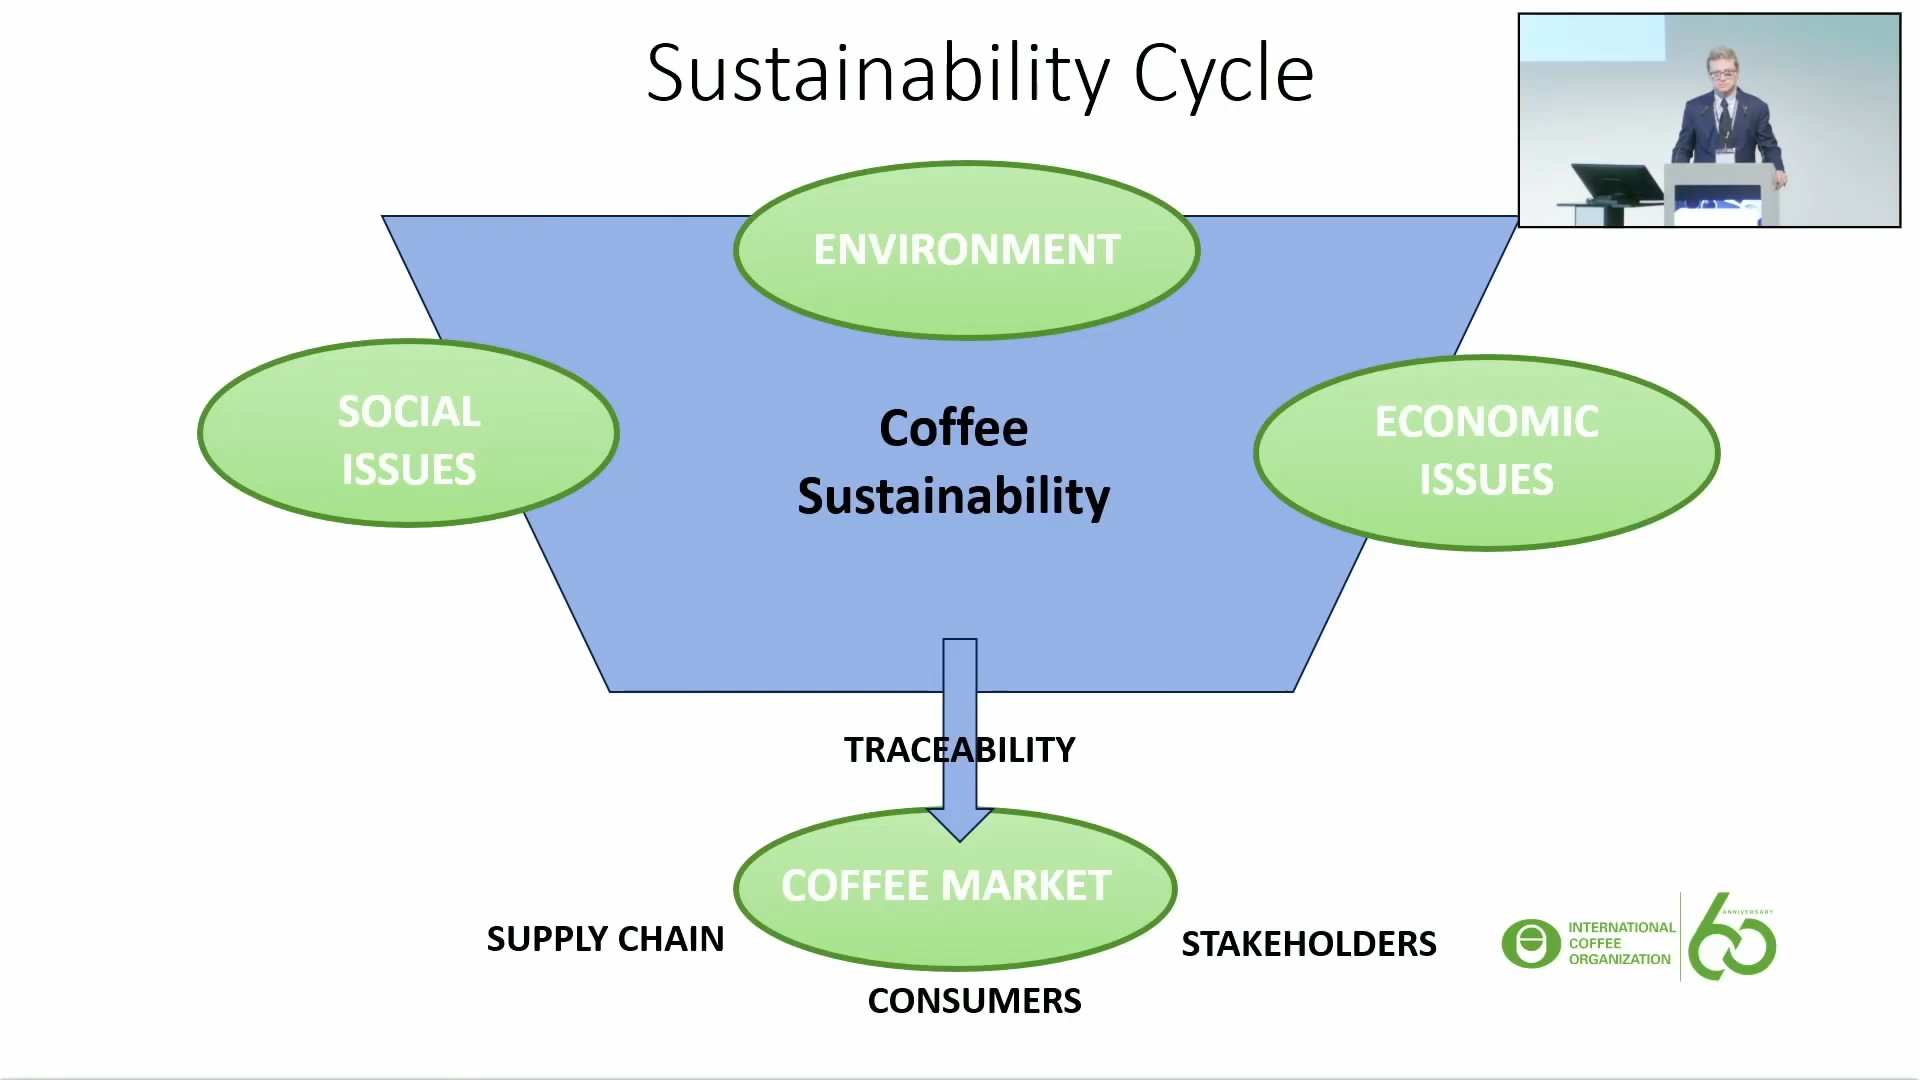 Sustainability Cycle
ENVIRONMENT
SOCIAL
ISSUES
Coffee
Sustainability
ECONOMIC
ISSUES
TRACEABILITY
COFFEE MARKET
SUPPLY CHAIN
STAKEHOLDERS
CONSUMERS
INTERNATIONAL
COFFEE
ORGANIZATION
60
ANNIVERSARY